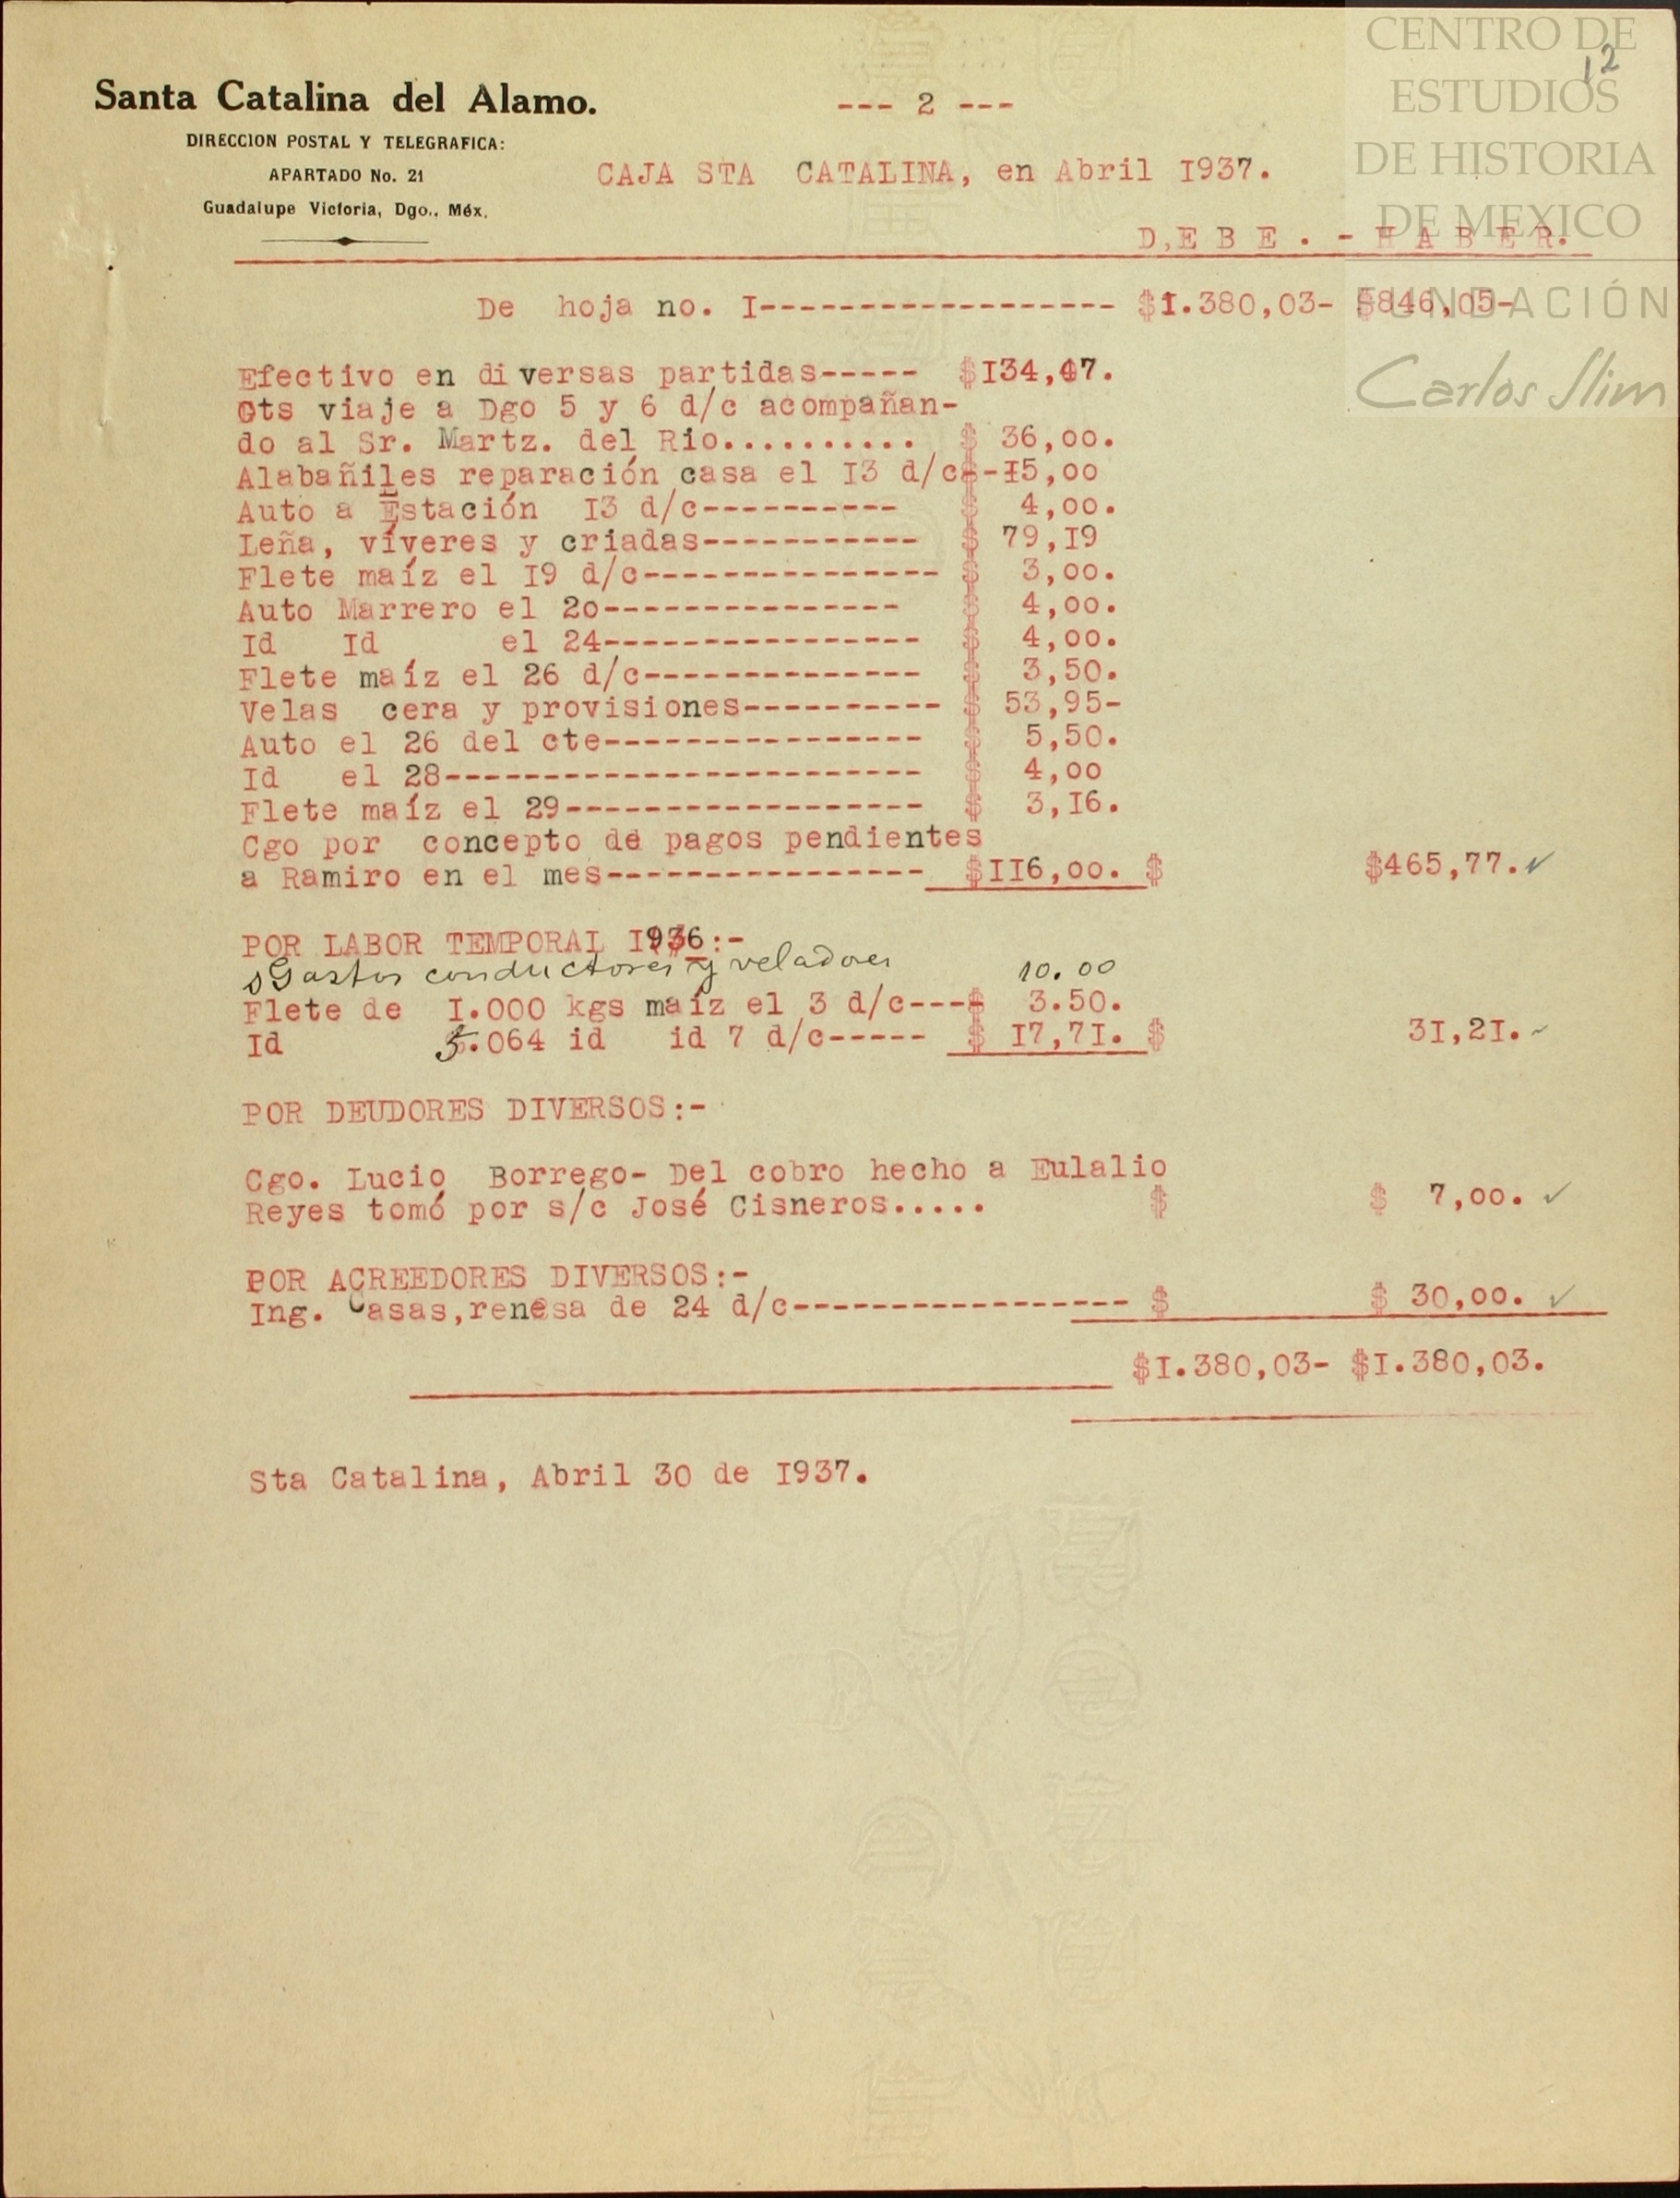 CENTRO DE
ESTUDIOS
DE HISTORIA
DE MEXICO
FUNDACIÓN
Carlos Slim
12
Santa Catalina del Alamo.
DIRECCION POSTAL Y TELEGRAFICA:
APARTADO No. 21
Guadalupe Victoria, Dgo., Méx.
--- 2 ---
CAJA STA CATALINA, en Abril I937.
D,E B E . - H A B E R.
De hoja no. I------------------ $1.380,03- $846,05-
Efectivo en diversas partidas----- $I34,47.
Gts viaje a Dgo 5 y 6 d/c acompañan-
do al Sr. Martz. del Rio.......... $ 36,00.
Alabañiles reparación casa el I3 d/c$-I5,00
Auto a Estación I3 d/c---------- $ 4,00.
Leña, víveres y criadas----------- $ 79,I9
Flete maíz el I9 d/c--------------- $ 3,00.
Auto Marrero el 20--------------- $ 4,00.
Id Id el 24---------------- $ 4,00.
Flete maíz el 26 d/c-------------- $ 3,50.
Velas cera y provisiones---------- $ 53,95-
Auto el 26 del cte---------------- $ 5,50.
Id el 28------------------------ $ 4,00
Flete maíz el 29------------------ $ 3,I6.
Cgo por concepto de pagos pendientes
a Ramiro en el mes---------------- $II6,00. $ $465,77.✓
POR LABOR TEMPORAL I936:-
Gastos conductores y veladores 10.00
Flete de I.000 kgs maíz el 3 d/c---$ 3.50.
Id 5.064 id id 7 d/c----- $ I7,7I. $ 3I,2I.
POR DEUDORES DIVERSOS:-
Cgo. Lucio Borrego- Del cobro hecho a Eulalio
Reyes tomó por s/c José Cisneros..... $ $ 7,00. ✓
POR ACREEDORES DIVERSOS:-
Ing. Casas,renesa de 24 d/c----------------- $ $ 30,00. ✓
$I.380,03- $I.380,03.
Sta Catalina, Abril 30 de I937.